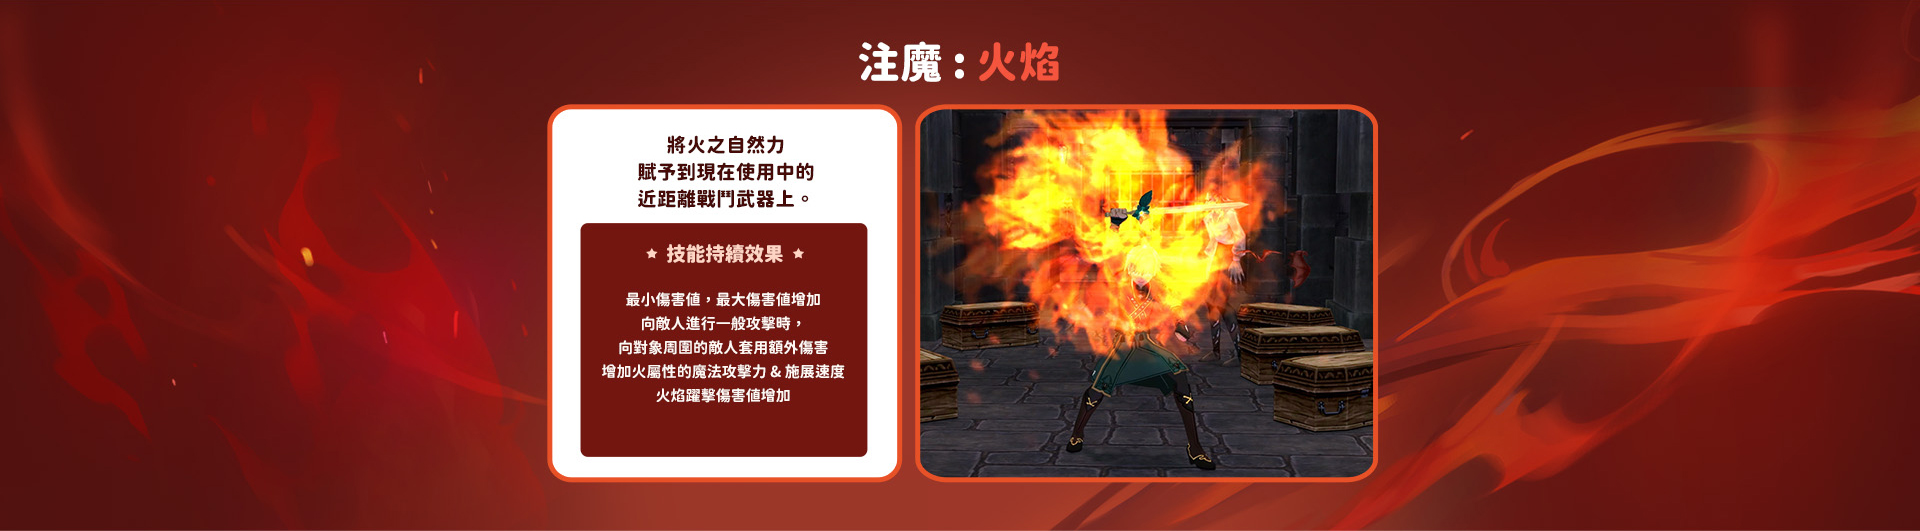 注魔：火焰
將火之自然力
賦予到現在使用中的
近距離戰鬥武器上。
★ 技能持續效果 ★
最小傷害值，最大傷害值增加
向敵人進行一般攻擊時，
向對象周圍的敵人套用額外傷害
增加火屬性的魔法攻擊力 & 施展速度
火焰躍擊傷害值增加